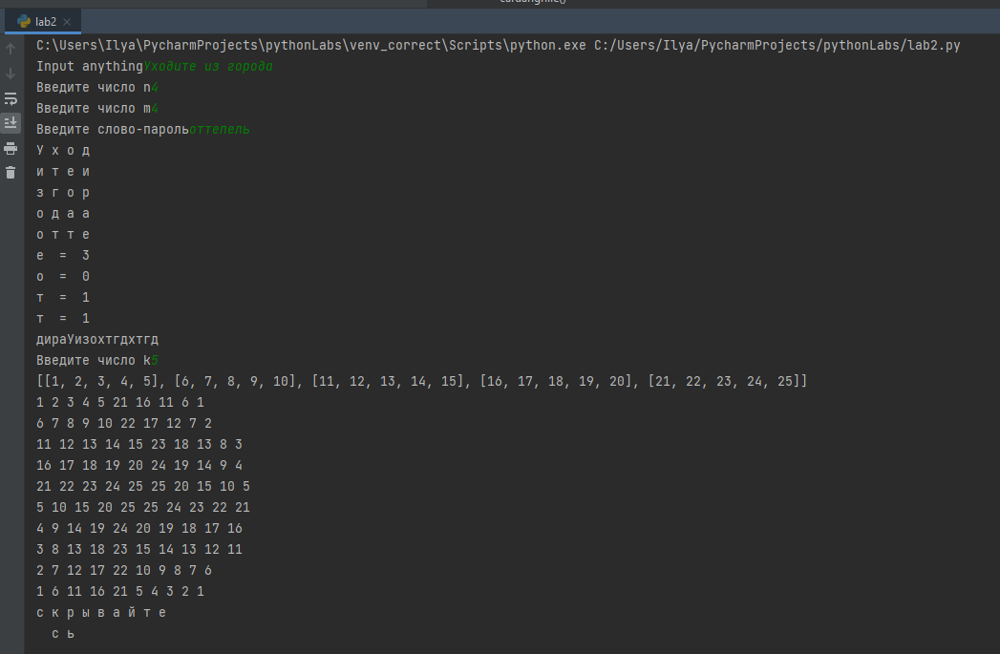 lab2
C:\Users\Ilya\PycharmProjects\pythonLabs\venv_correct\Scripts\python.exe C:/Users/Ilya/PycharmProjects/pythonLabs/lab2.py
Input anythingУходите из города
Введите число n4
Введите число m4
Введите слово-парольоттепель
У х о д
и т е и
з г о р
о д а а
о т т е
е  =  3
о  =  0
т  =  1
т  =  1
дираУизохтгдхтгд
Введите число k5
[[1, 2, 3, 4, 5], [6, 7, 8, 9, 10], [11, 12, 13, 14, 15], [16, 17, 18, 19, 20], [21, 22, 23, 24, 25]]
1 2 3 4 5 21 16 11 6 1
6 7 8 9 10 22 17 12 7 2
11 12 13 14 15 23 18 13 8 3
16 17 18 19 20 24 19 14 9 4
21 22 23 24 25 25 20 15 10 5
5 10 15 20 25 25 24 23 22 21
4 9 14 19 24 20 19 18 17 16
3 8 13 18 23 15 14 13 12 11
2 7 12 17 22 10 9 8 7 6
1 6 11 16 21 5 4 3 2 1
с к р ы в а й т е
с ь